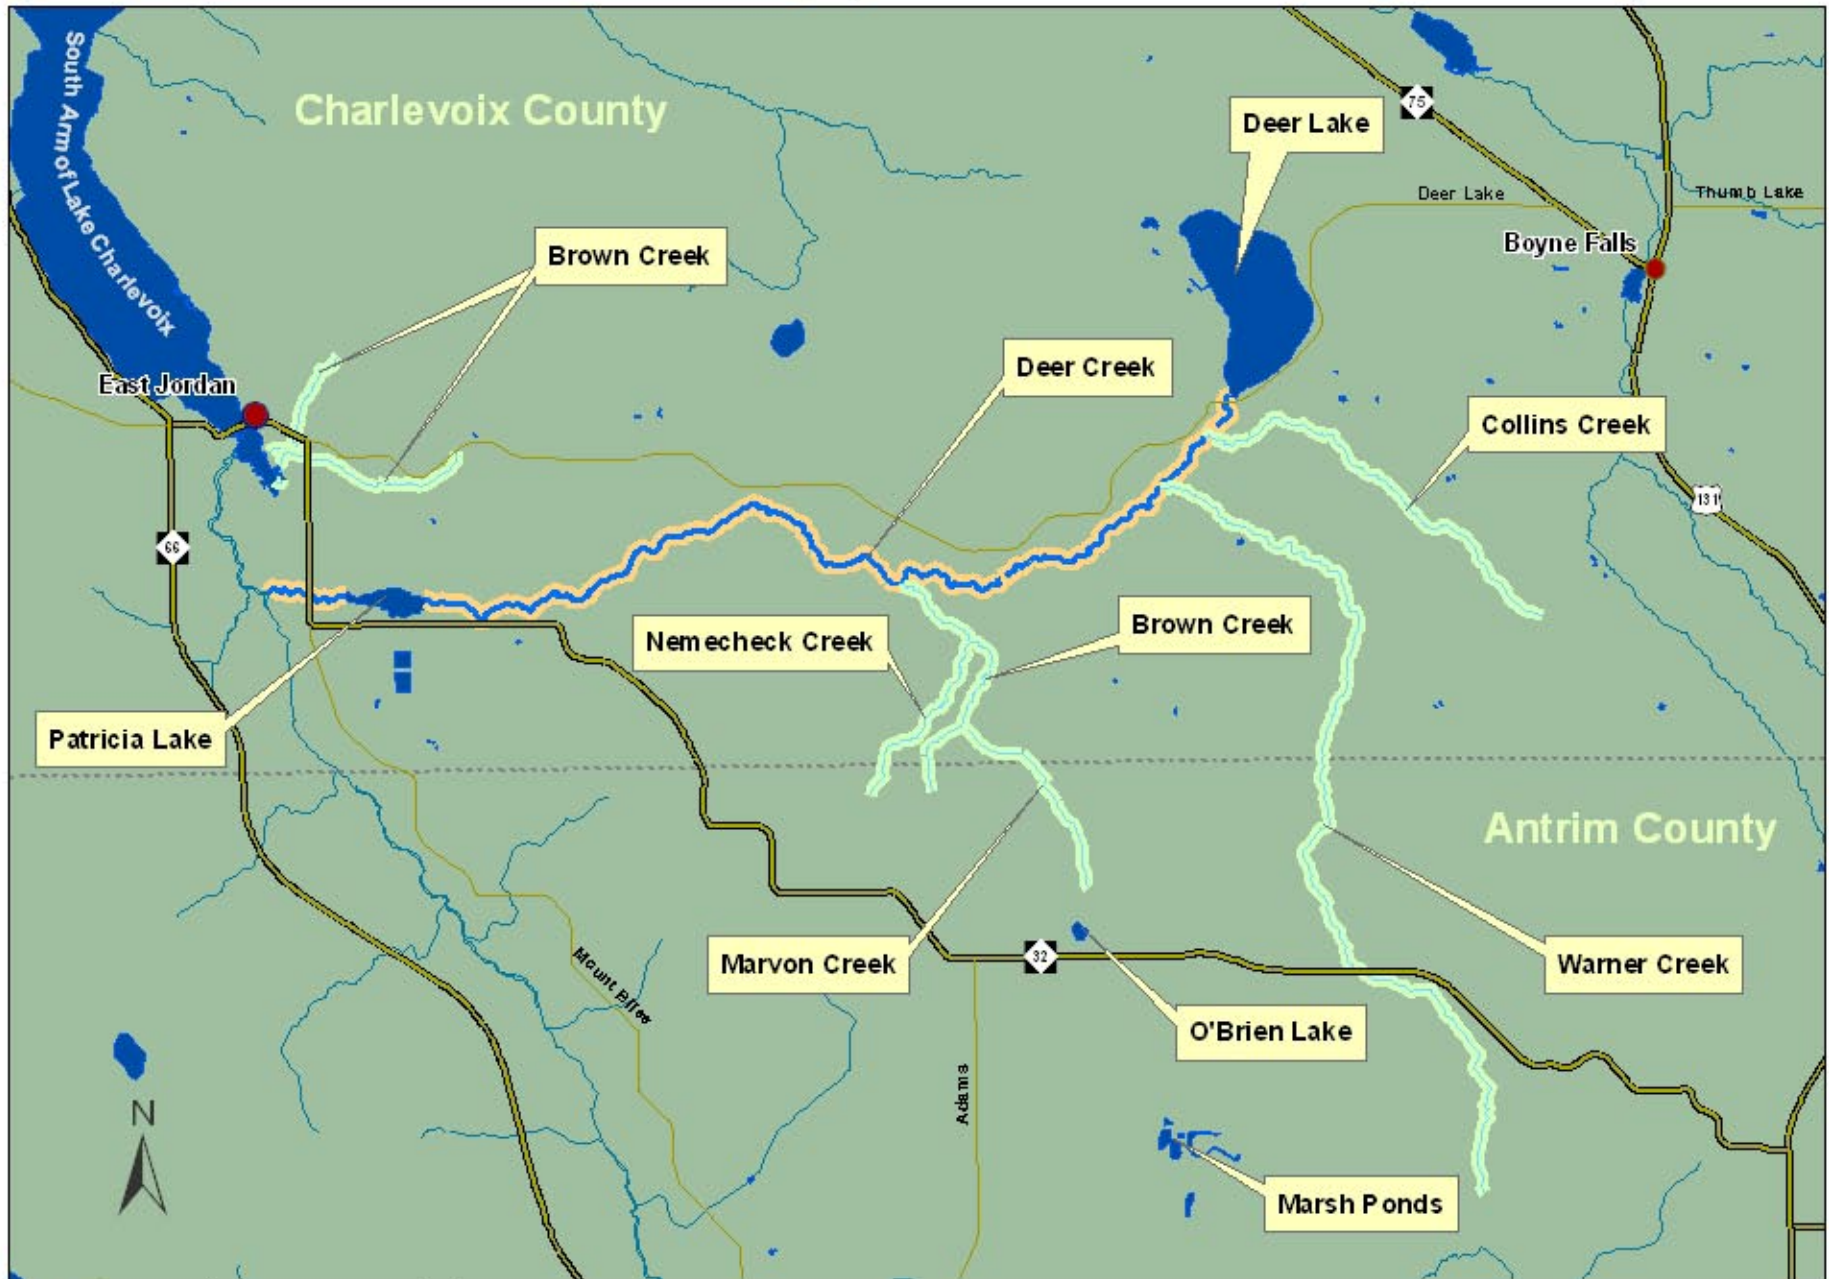 South Arm of Lake Charlevoix
Charlevoix County
75
Deer Lake
Deer Lake
Thumb Lake
Boyne Falls
Brown Creek
Deer Creek
East Jordan
Collins Creek
131
66
Nemecheck Creek
Brown Creek
Patricia Lake
Antrim County
Marvon Creek
32
Warner Creek
Mount Bliss
O'Brien Lake
Adams
N
Marsh Ponds